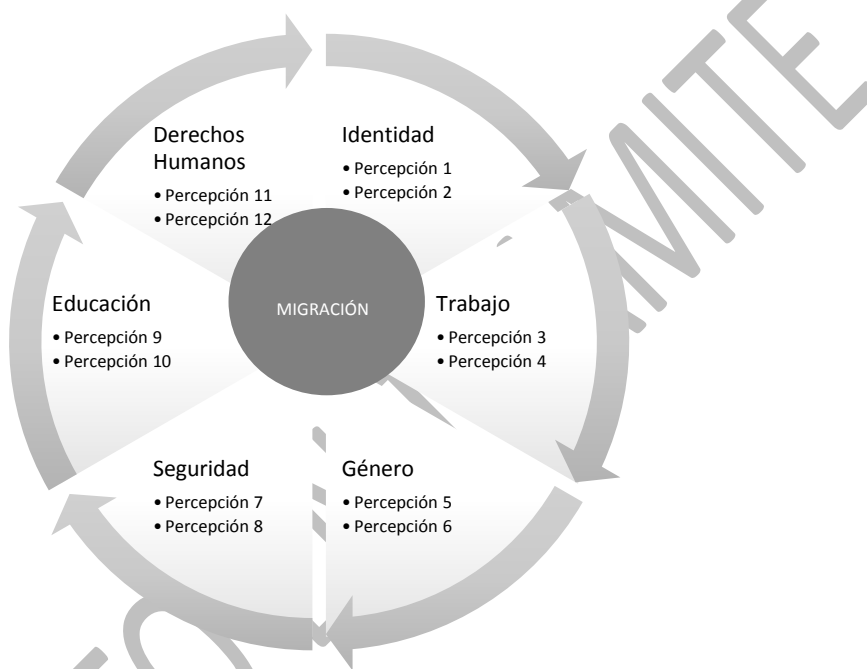 Derechos
Humanos
• Percepción 11
• Percepción 12
Identidad
• Percepción 1
• Percepción 2
Educación
• Percepción 9
• Percepción 10
MIGRACIÓN
Trabajo
• Percepción 3
• Percepción 4
Seguridad
• Percepción 7
• Percepción 8
Género
• Percepción 5
• Percepción 6